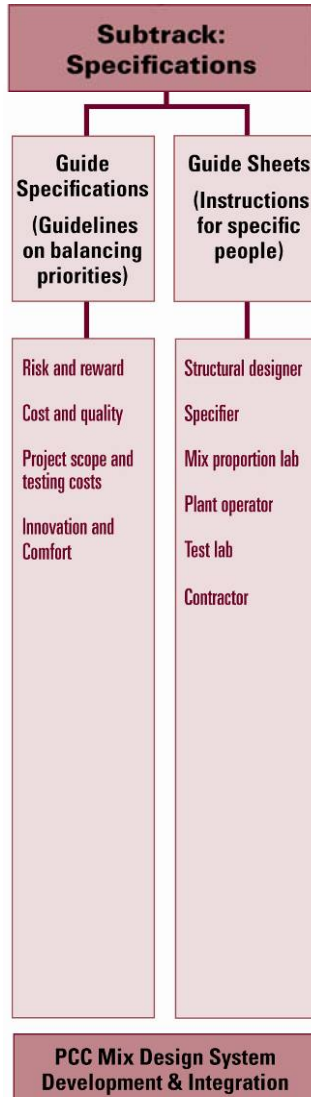 Subtrack:
Specifications
Guide
Specifications
(Guidelines
on balancing
priorities)
Guide Sheets
(Instructions
for specific
people)
Risk and reward
Cost and quality
Project scope and
testing costs
Innovation and
Comfort
Structural designer
Specifier
Mix proportion lab
Plant operator
Test lab
Contractor
PCC Mix Design System
Development & Integration